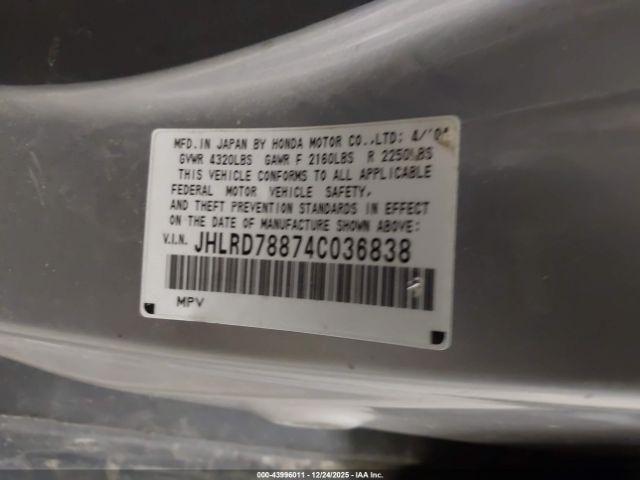 MFD.IN JAPAN BY HONDA MOTOR CO.,LTD: 4/'04
GVWR 4320LBS GAWR F 2160LBS R 2250LBS
THIS VEHICLE CONFORMS TO ALL APPLICABLE
FEDERAL MOTOR VEHICLE SAFETY,
AND THEFT PREVENTION STANDARDS IN EFFECT
ON THE DATE OF MANUFACTURE SHOWN ABOVE:
V.I.N. JHLRD78874C036838
MPV
000-43996011 - 12/24/2025 - IAA Inc.